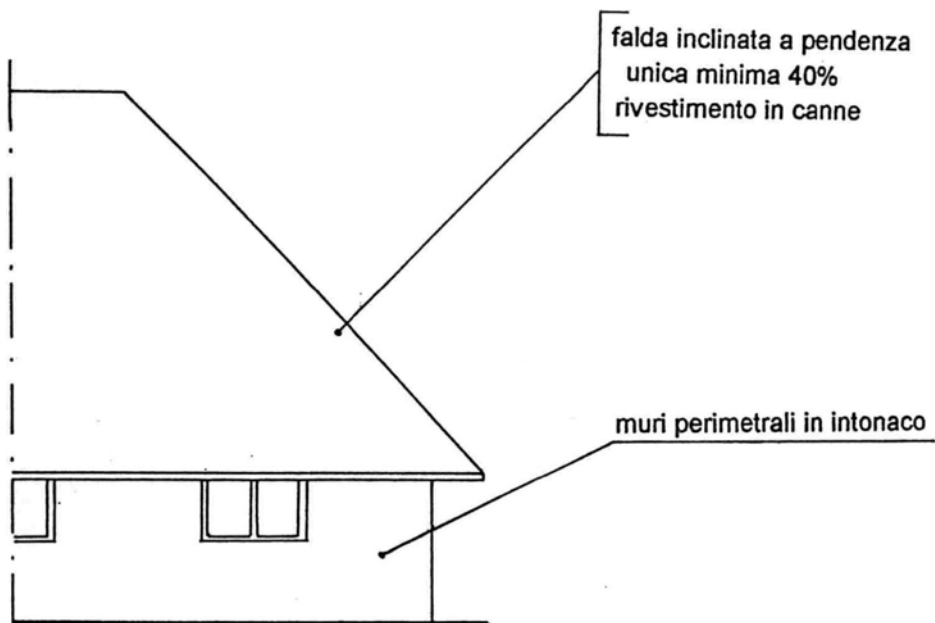 falda inclinata a pendenza
unica minima 40%
rivestimento in canne
muri perimetrali in intonaco